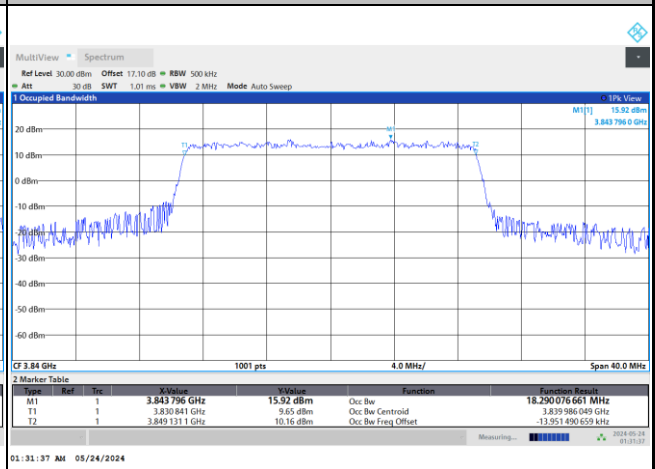 MultiView Spectrum
Ref Level 30.00 dBm Offset 17.10 dB RBW 500 kHz
Att 30 dB SWT 1.01 ms VBW 2 MHz Mode Auto Sweep
1 Occupied Bandwidth 1Pk View
M1[1] 15.92 dBm
3.843 796 0 GHz
20 dBm
M1
T1 T2
10 dBm
0 dBm
-10 dBm
-20 dBm
-30 dBm
-40 dBm
-50 dBm
-60 dBm
CF 3.84 GHz 1001 pts 4.0 MHz/ Span 40.0 MHz
2 Marker Table
Type Ref Trc X-Value Y-Value Function Function Result
M1 1 3.843 796 GHz 15.92 dBm Occ Bw 18.290 076 661 MHz
T1 1 3.830 841 GHz 9.65 dBm Occ Bw Centroid 3.839 986 049 GHz
T2 1 3.849 131 1 GHz 10.16 dBm Occ Bw Freq Offset -13.951 490 659 kHz
Measuring... 2024-05-24
01:31:37
01:31:37 AM 05/24/2024